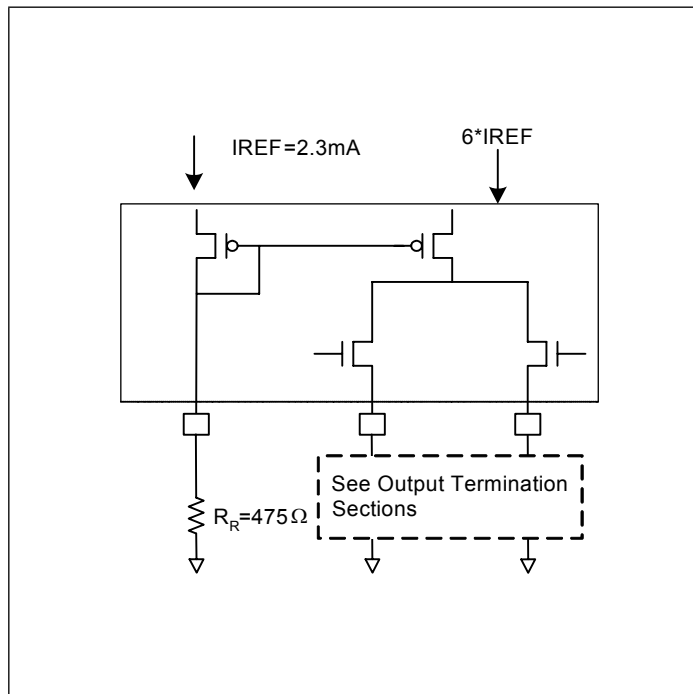 IREF=2.3mA
6*IREF
See Output Termination
Sections
RR=475Ω